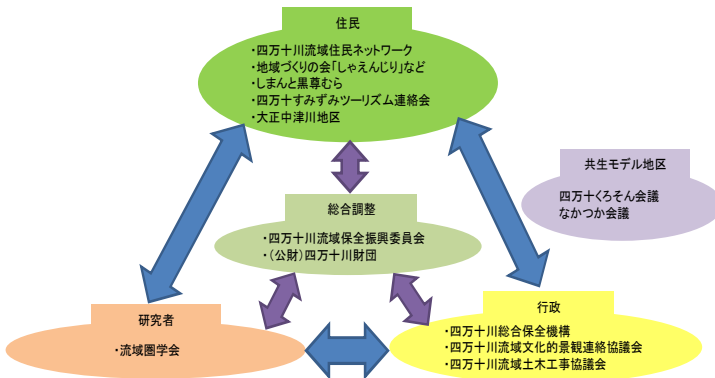 住民
・四万十川流域住民ネットワーク
・地域づくりの会「しゃえんじり」など
・しまんと黒尊むら
・四万十すみずみツーリズム連絡会
・大正中津川地区
共生モデル地区
四万十くろそん会議
なかつか会議
総合調整
・四万十川流域保全振興委員会
・(公財)四万十川財団
研究者
・流域圏学会
行政
・四万十川総合保全機構
・四万十川流域文化的景観連絡協議会
・四万十川流域土木工事協議会